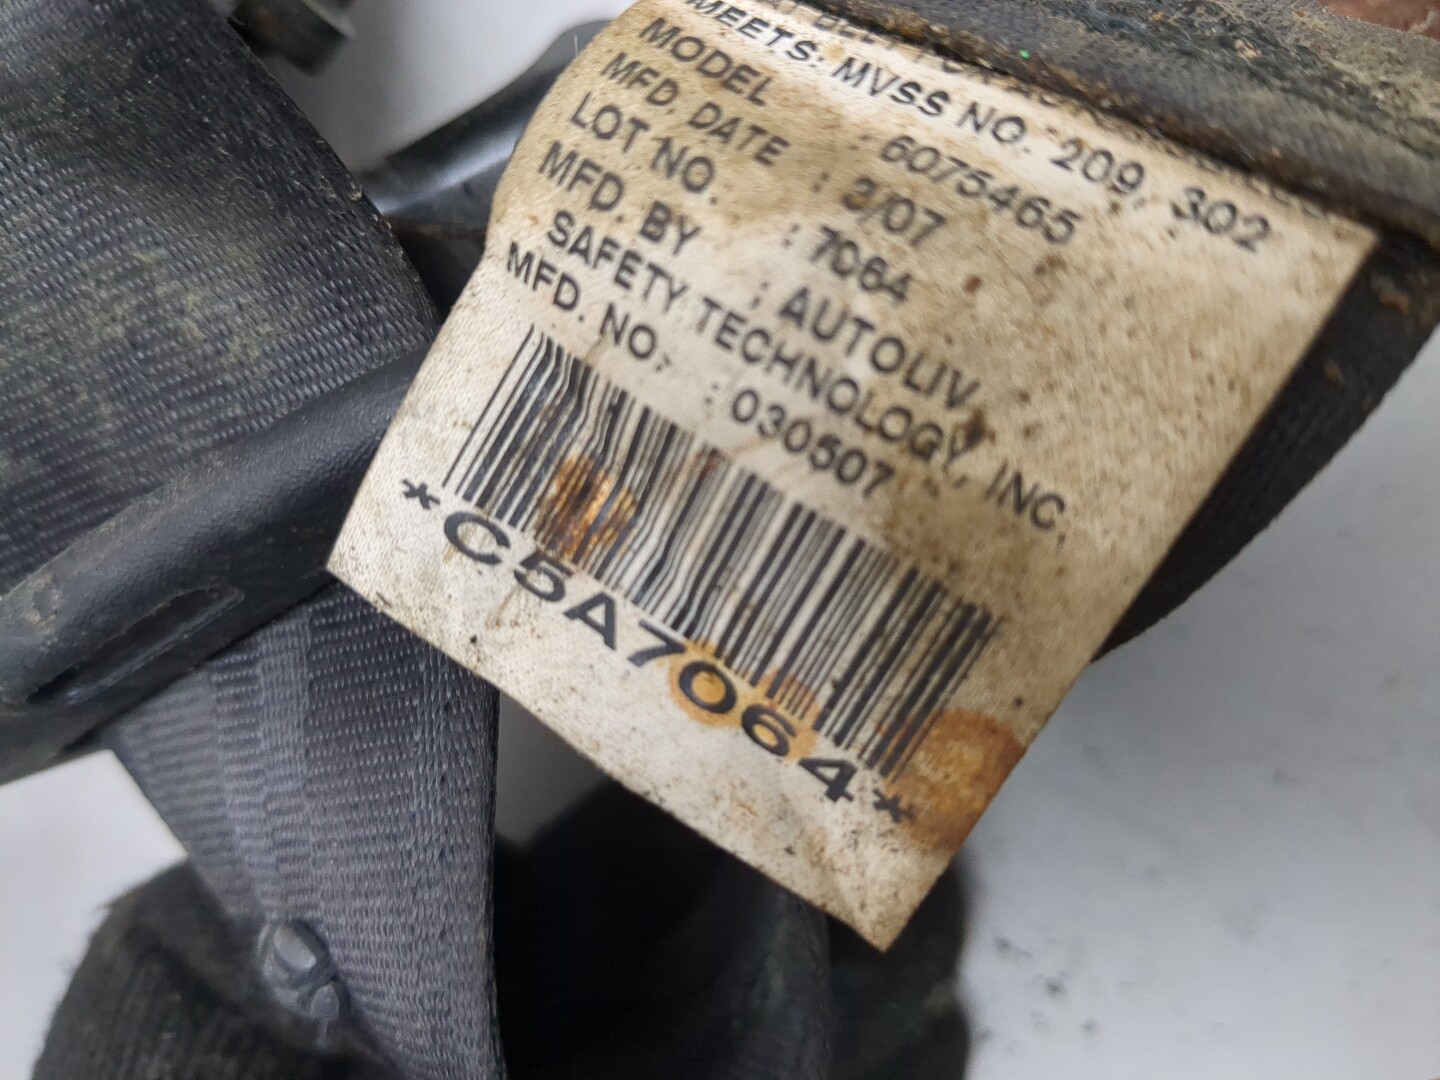 MEETS: MVSS NO. 209, 302
MODEL : 6075465
MFD. DATE : 3/07
LOT NO. : 7064
MFD. BY : AUTOLIV
SAFETY TECHNOLOGY, INC.
MFD. NO. : 030507
*C5A7064*